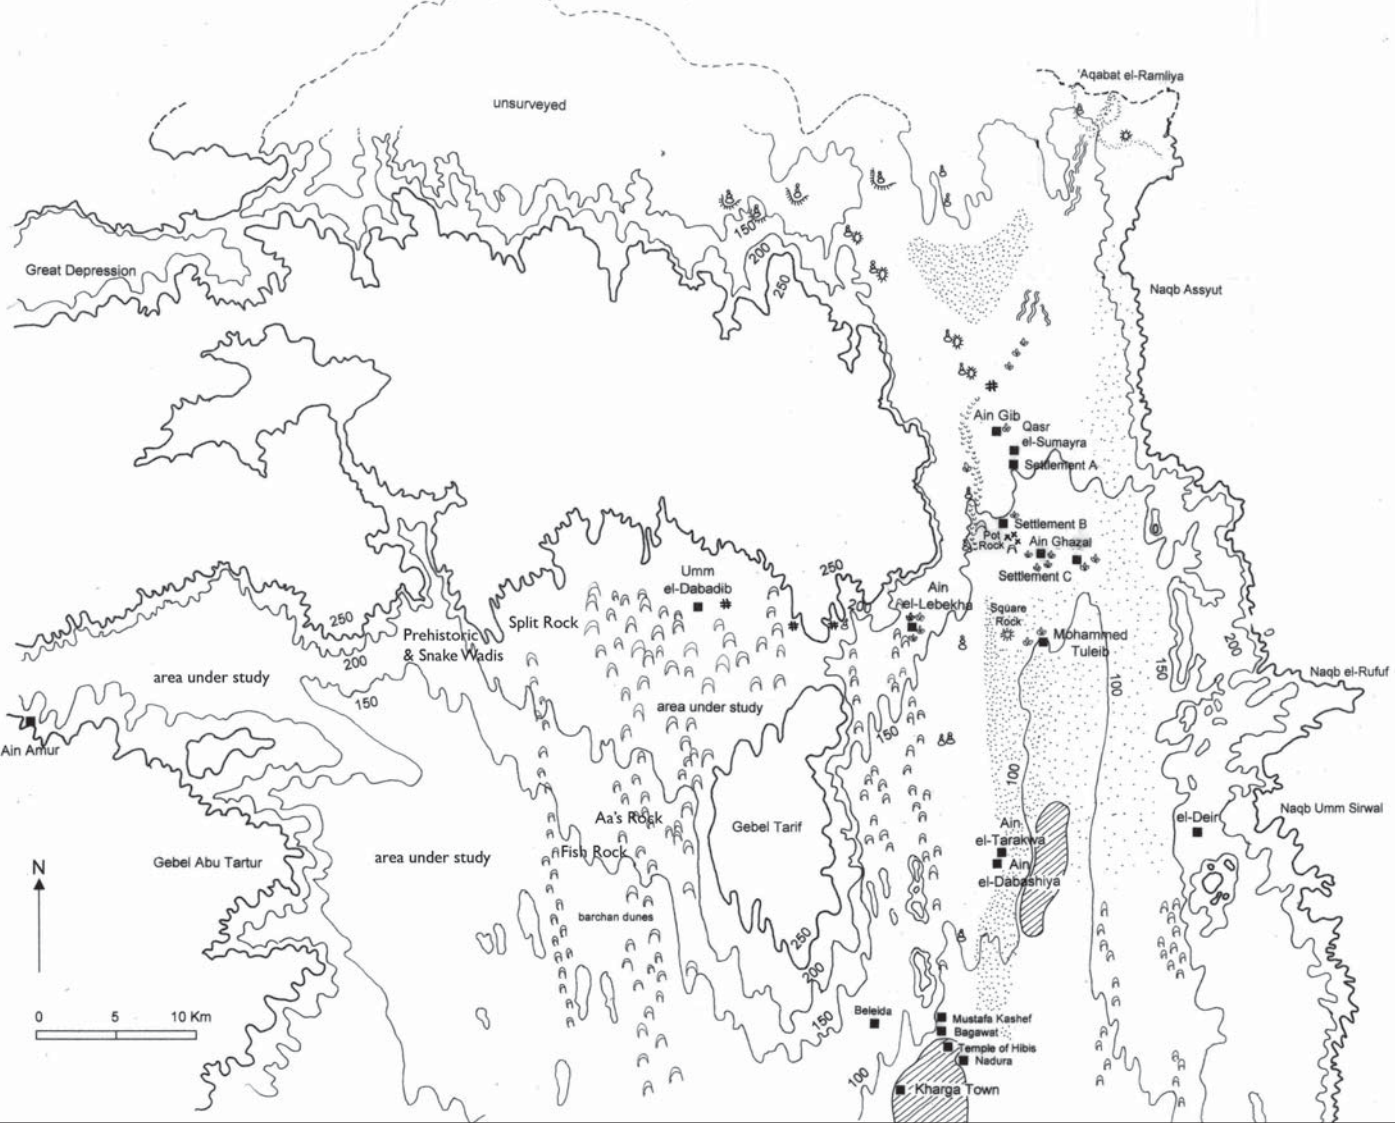 'Aqabat el-Ramliya
unsurveyed
150
200
250
Great Depression
Naqb Assyut
Ain Gib
Qasr
el-Sumayra
Settlement A
Settlement B
Pot
Rock
Ain Ghazal
Settlement C
250
Umm
el-Dabadib
200
Ain
el-Lebekha
Square
Rock
Mohammed
Tuleib
250
200
Prehistoric
& Snake Wadis
Split Rock
200
150
100
Naqb el-Rufuf
area under study
150
area under study
150
Ain Amur
100
Aa's Rock
Gebel Tarif
Fish Rock
Ain
el-Tarakwa
Ain
el-Dabashiya
el-Deir
Naqb Umm Sirwal
Gebel Abu Tartur
area under study
N
barchan dunes
250
200
150
0 5 10 Km
Beleida
Mustafa Kashef
Bagawat
Temple of Hibis
Nadura
100
Kharga Town